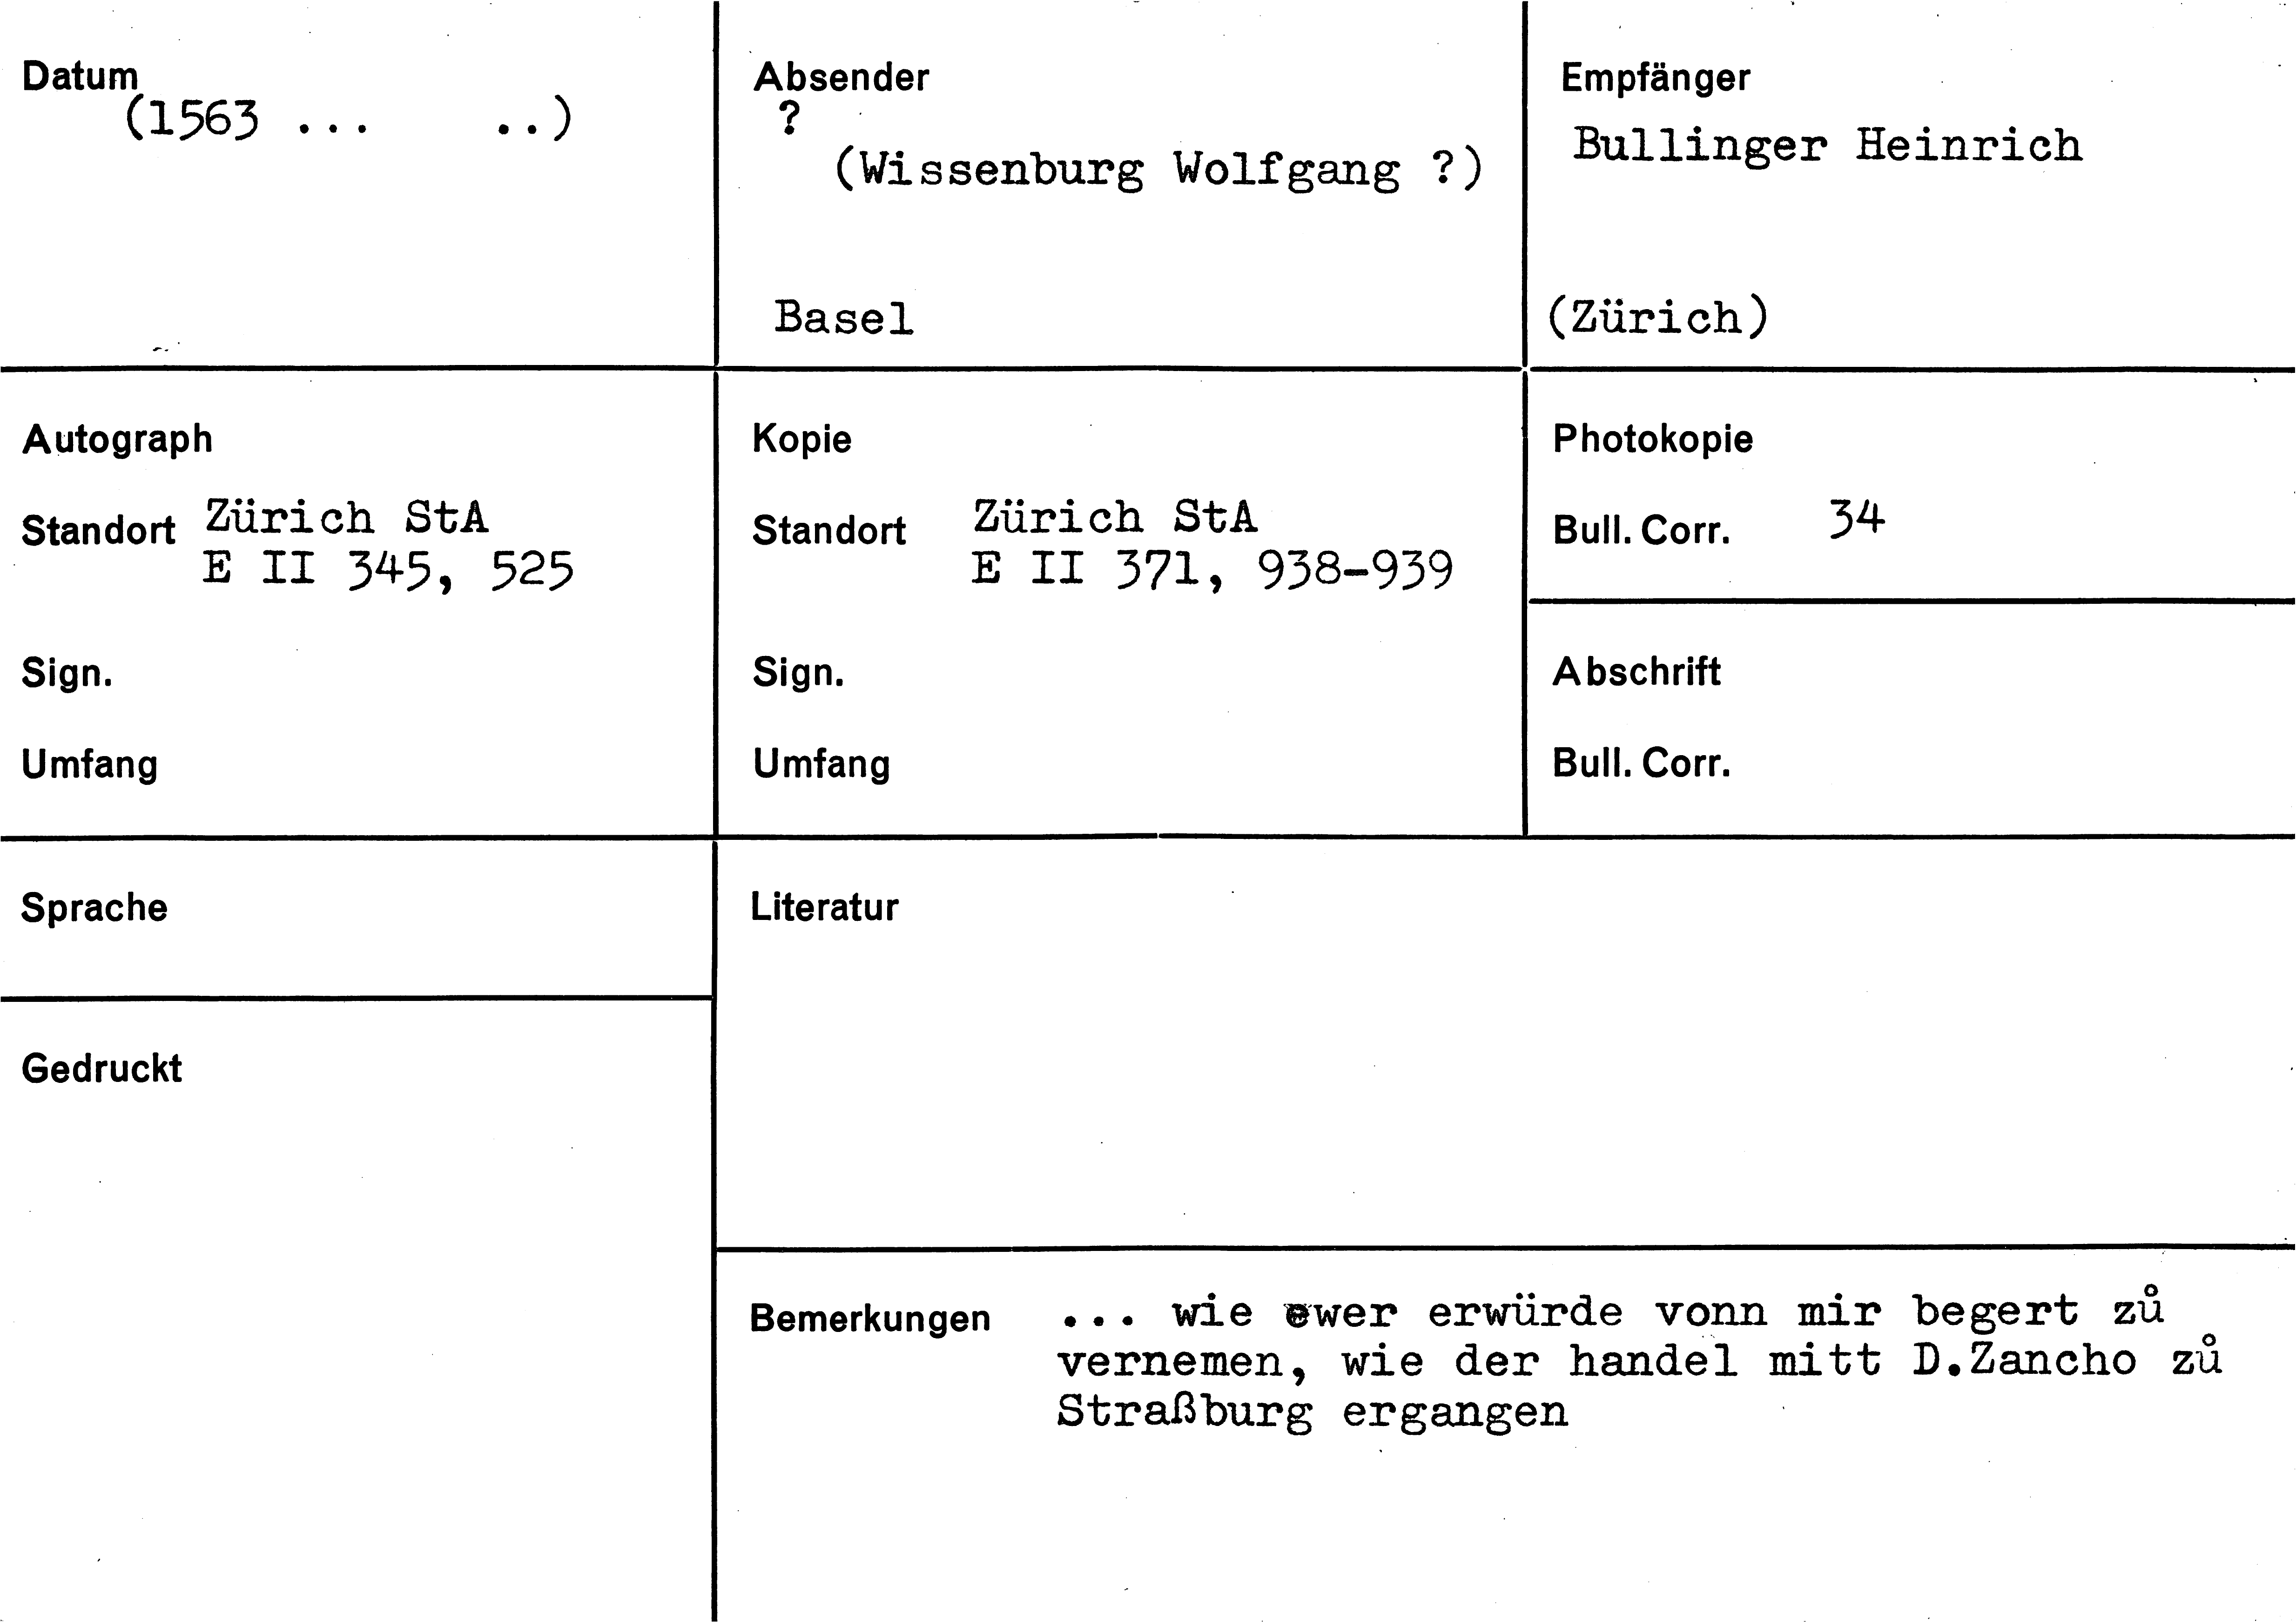 Datum
(1563 ... ..)
Absender
?
(Wissenburg Wolfgang ?)
Basel
Empfänger
Bullinger Heinrich
(Zürich)
Autograph
Standort Zürich StA
E II 345, 525
Sign.
Umfang
Kopie
Standort Zürich StA
E II 371, 938-939
Sign.
Umfang
Photokopie
Bull. Corr. 34
Abschrift
Bull. Corr.
Sprache
Literatur
Gedruckt
Bemerkungen ... wie ewer erwürde vonn mir begert zů
vernemen, wie der handel mitt D.Zancho zů
Straßburg ergangen